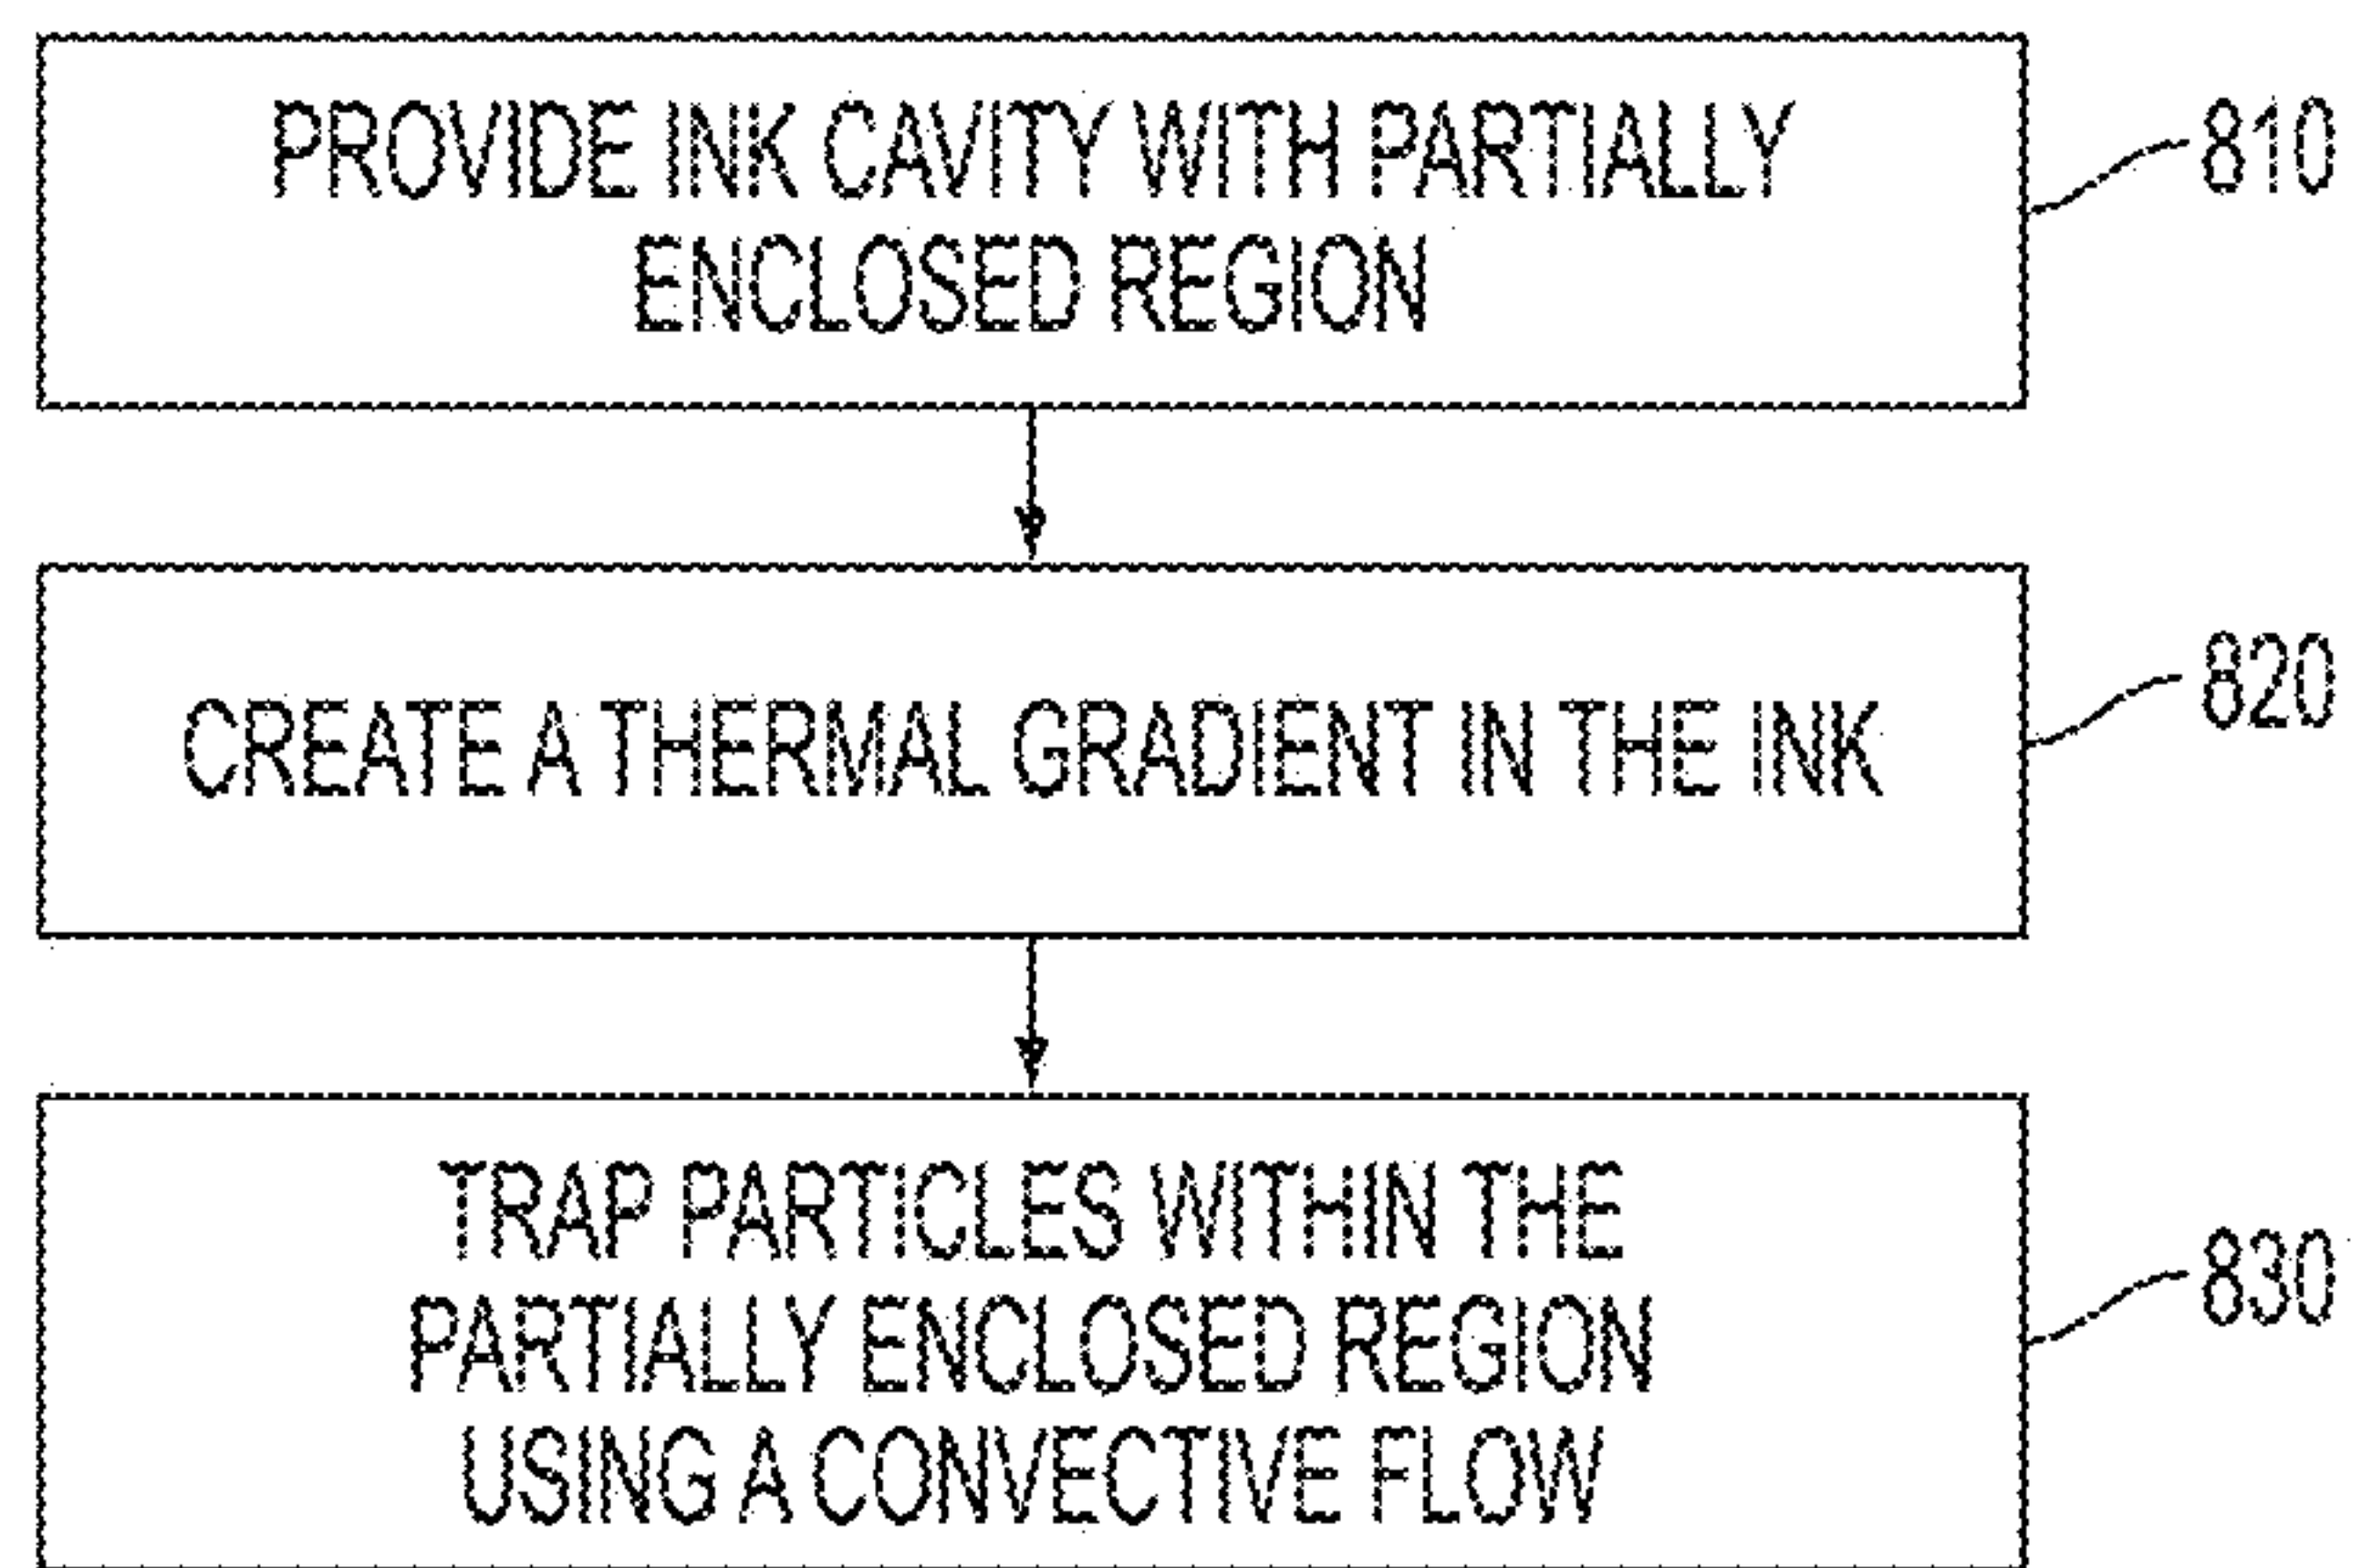 PROVIDE INK CAVITY WITH PARTIALLY
ENCLOSED REGION
810
CREATE A THERMAL GRADIENT IN THE INK
820
TRAP PARTICLES WITHIN THE
PARTIALLY ENCLOSED REGION
USING A CONVECTIVE FLOW
830